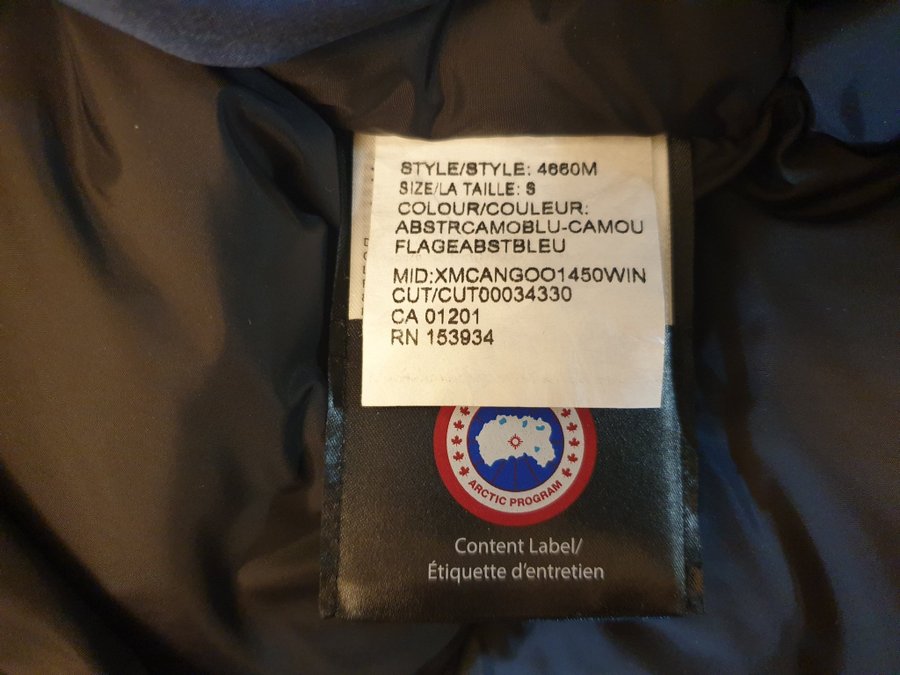 STYLE/STYLE: 4660M
SIZE/LA TAILLE: S
COLOUR/COULEUR:
ABSTRCAMOBLU-CAMOU
FLAGEABSTBLEU
MID:XMCANGOO1450WIN
CUT/CUT00034330
CA 01201
RN 153934
ARCTIC PROGRAM
Content Label/
Étiquette d'entretien